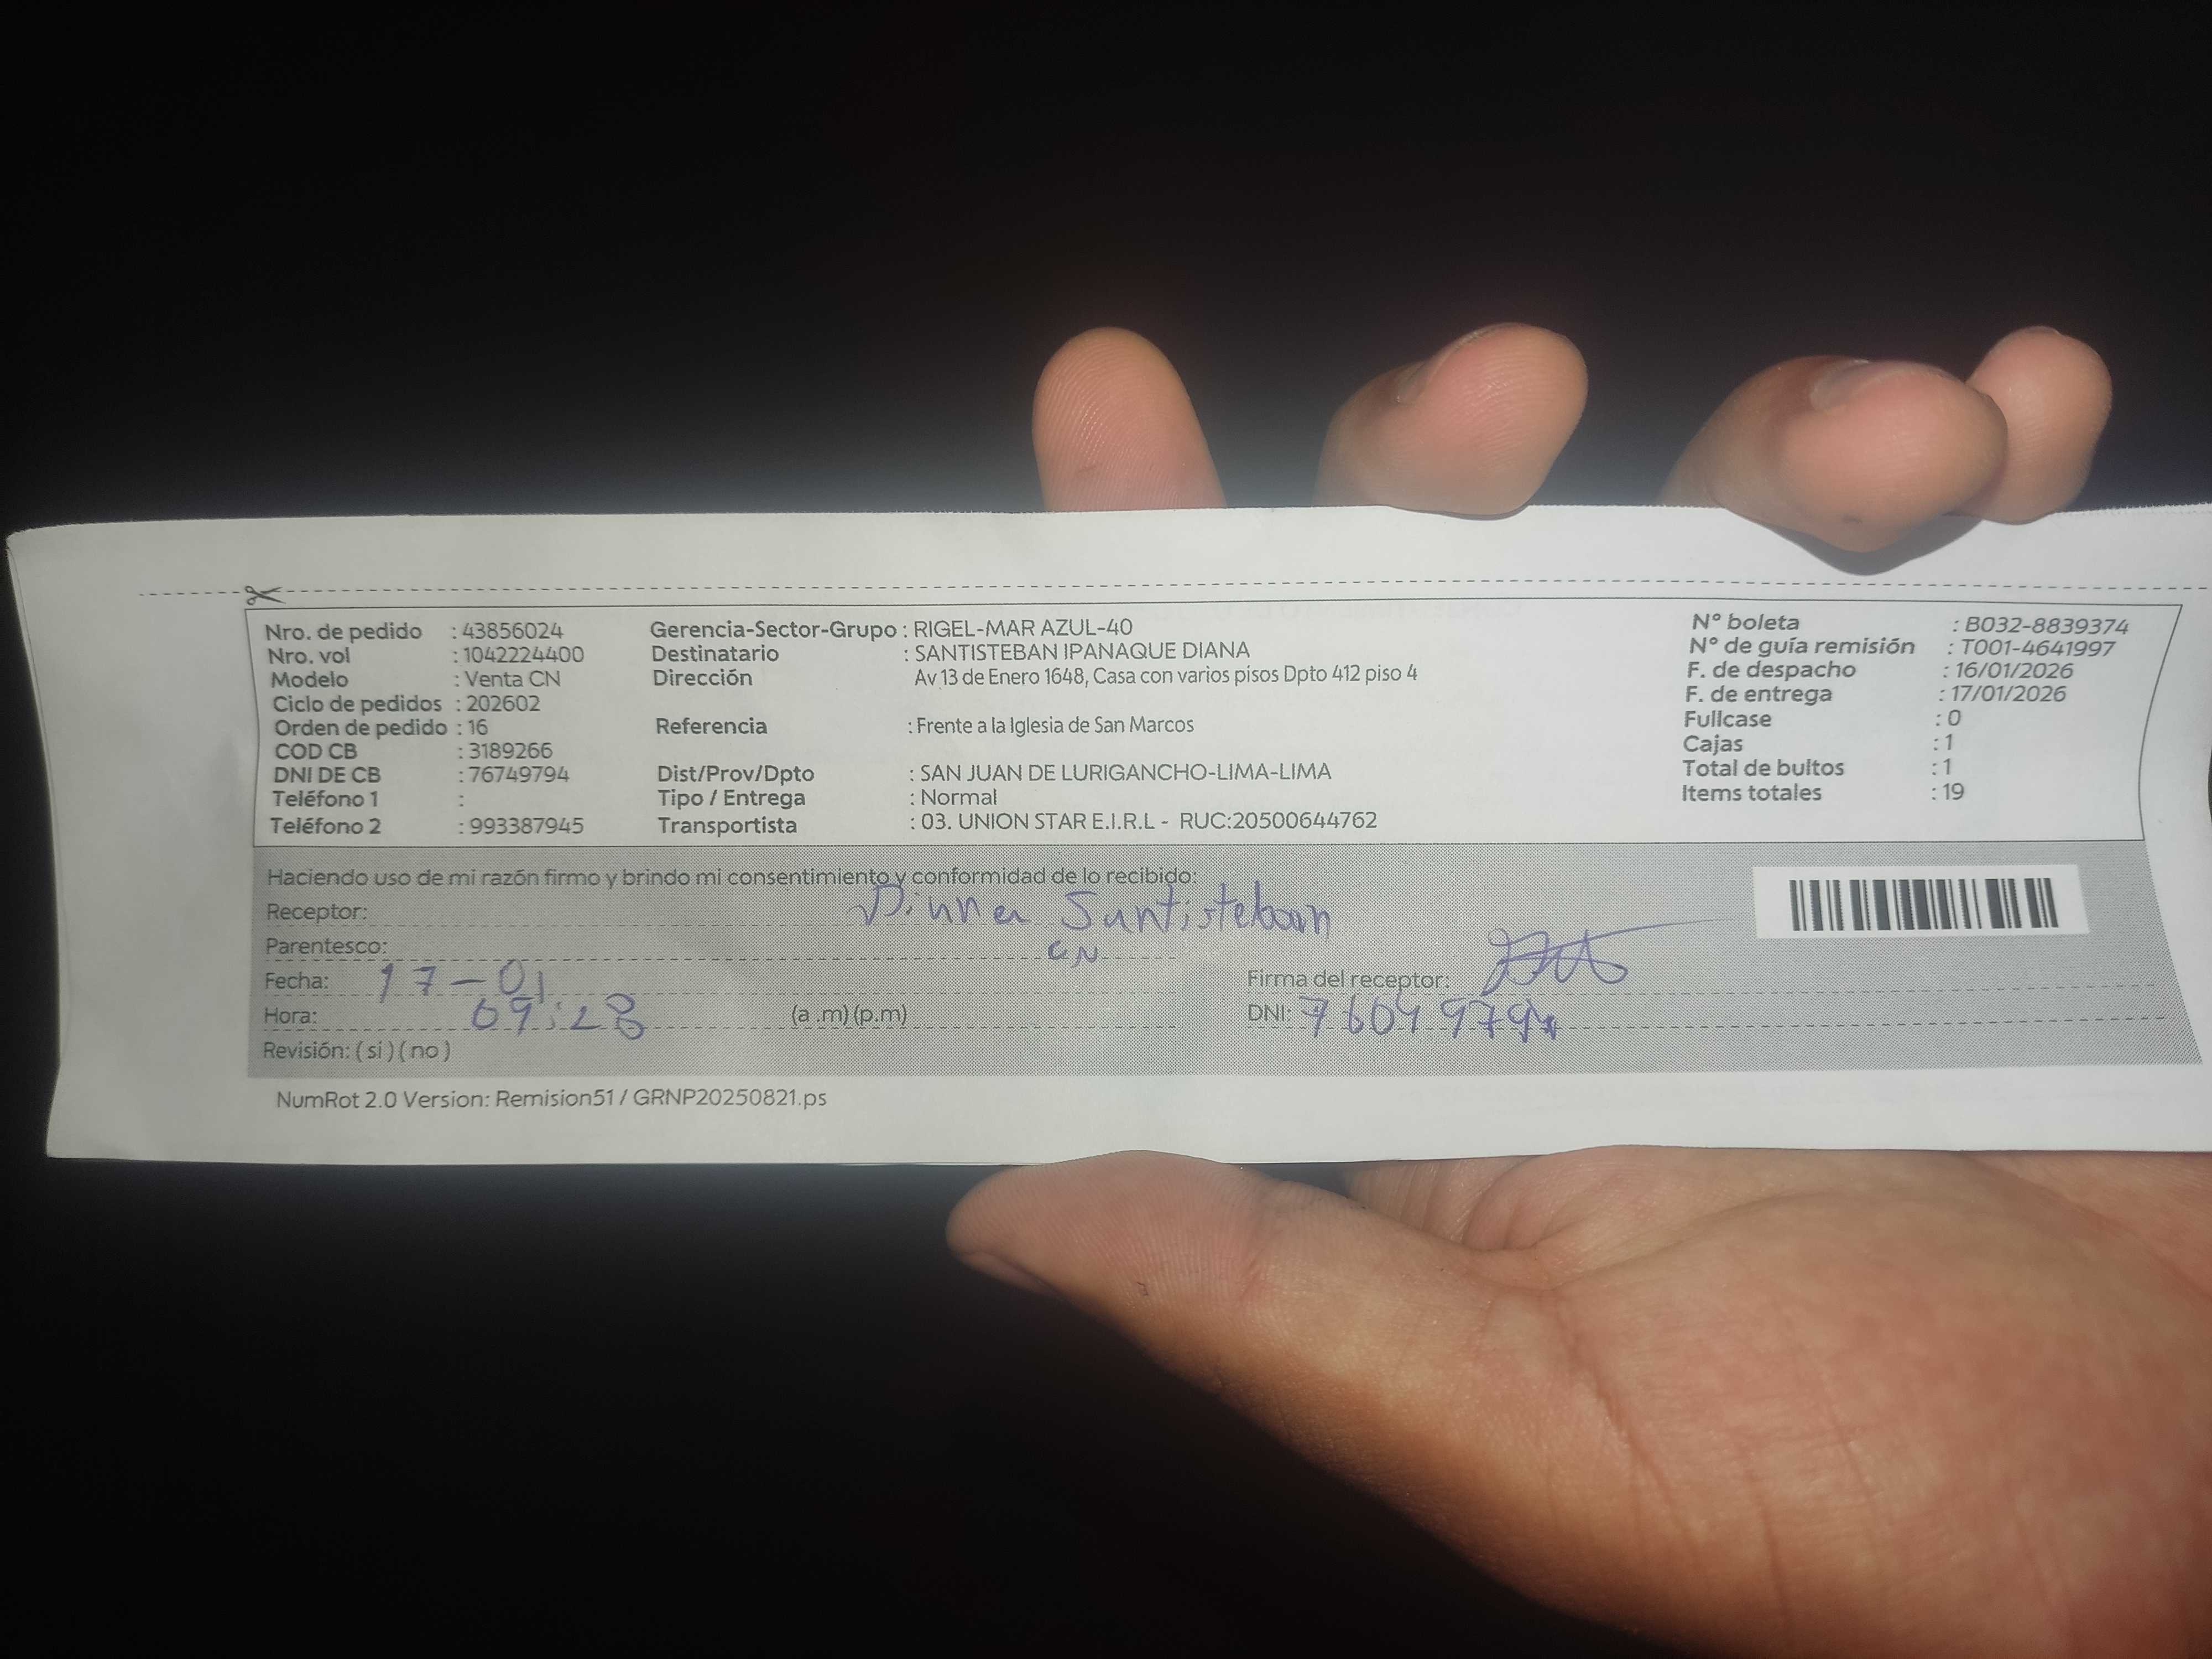 Nro. de pedido : 43856024
Nro. vol : 1042224400
Modelo : Venta CN
Ciclo de pedidos : 202602
Orden de pedido : 16
COD CB : 3189266
DNI DE CB : 76749794
Teléfono 1 :
Teléfono 2 : 993387945
Gerencia-Sector-Grupo : RIGEL-MAR AZUL-40
Destinatario : SANTISTEBAN IPANAQUE DIANA
Dirección Av 13 de Enero 1648, Casa con varios pisos Dpto 412 piso 4
Referencia : Frente a la Iglesia de San Marcos
Dist/Prov/Dpto : SAN JUAN DE LURIGANCHO-LIMA-LIMA
Tipo / Entrega : Normal
Transportista : 03. UNION STAR E.I.R.L - RUC:20500644762
N° boleta : B032-8839374
N° de guía remisión : T001-4641997
F. de despacho : 16/01/2026
F. de entrega : 17/01/2026
Fullcase : 0
Cajas : 1
Total de bultos : 1
Items totales : 19
Haciendo uso de mi razón firmo y brindo mi consentimiento y conformidad de lo recibido:
Receptor: Santisteban
Parentesco: CN
Fecha: 17-01
Hora: 09:28 (a .m) (p.m)
Revisión: ( si ) ( no )
Firma del receptor:
DNI:
NumRot 2.0 Version: Remision51 / GRNP20250821.ps